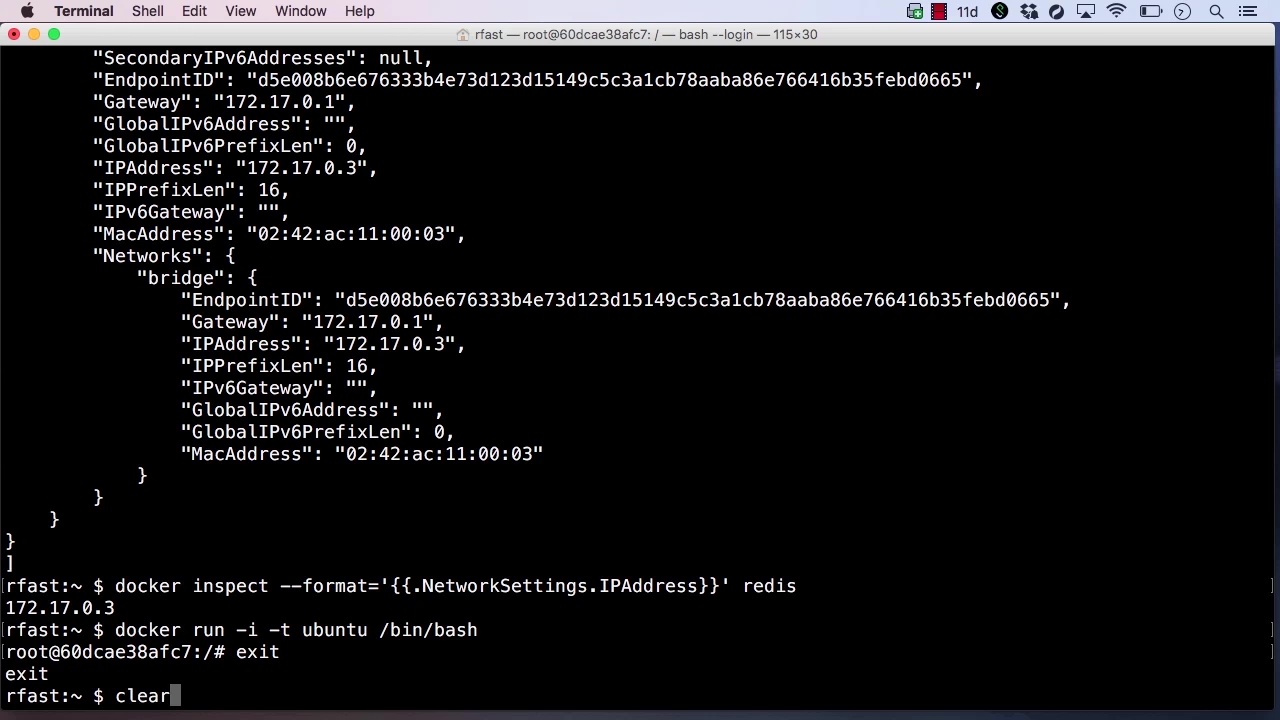 Terminal Shell Edit View Window Help 11d
rfast — root@60dcae38afc7: / — bash --login — 115×30
"SecondaryIPv6Addresses": null,
"EndpointID": "d5e008b6e676333b4e73d123d15149c5c3a1cb78aaba86e766416b35febd0665",
"Gateway": "172.17.0.1",
"GlobalIPv6Address": "",
"GlobalIPv6PrefixLen": 0,
"IPAddress": "172.17.0.3",
"IPPrefixLen": 16,
"IPv6Gateway": "",
"MacAddress": "02:42:ac:11:00:03",
"Networks": {
"bridge": {
"EndpointID": "d5e008b6e676333b4e73d123d15149c5c3a1cb78aaba86e766416b35febd0665",
"Gateway": "172.17.0.1",
"IPAddress": "172.17.0.3",
"IPPrefixLen": 16,
"IPv6Gateway": "",
"GlobalIPv6Address": "",
"GlobalIPv6PrefixLen": 0,
"MacAddress": "02:42:ac:11:00:03"
}
}
}
}
]
[rfast:~ $ docker inspect --format='{{.NetworkSettings.IPAddress}}' redis ]
172.17.0.3
[rfast:~ $ docker run -i -t ubuntu /bin/bash ]
[root@60dcae38afc7:/# exit ]
exit
rfast:~ $ clear